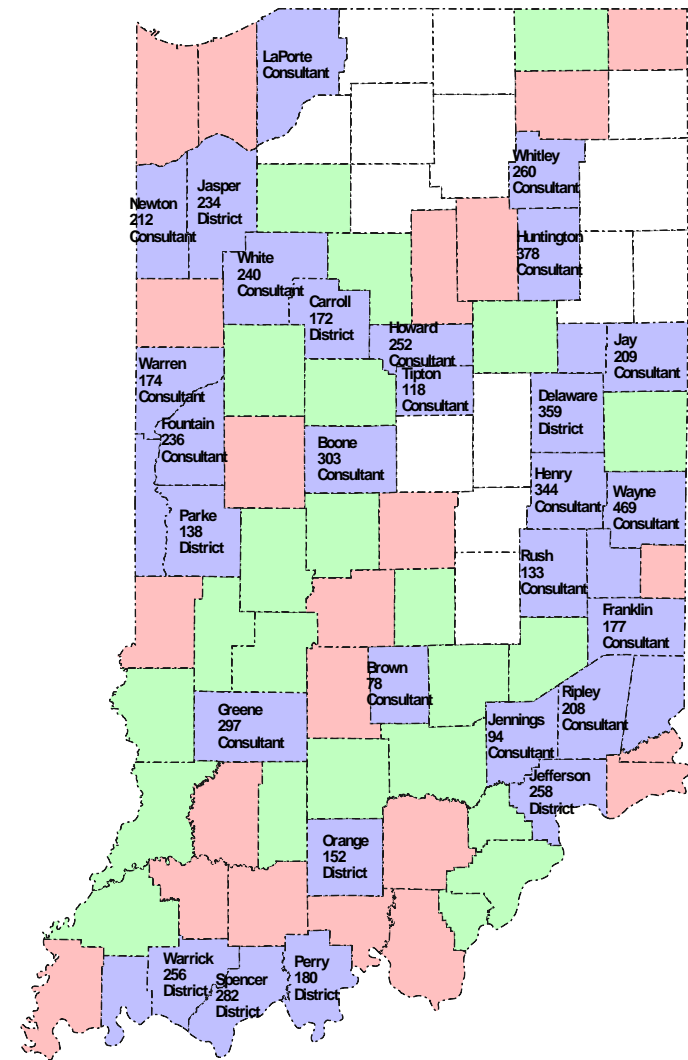 LaPorte
Consultant
Whitley
260
Consultant
Jasper
234
District
Newton
212
Consultant
Huntington
378
Consultant
White
240
Consultant
Carroll
172
District
Howard
252
Consultant
Jay
209
Consultant
Warren
174
Consultant
Tipton
118
Consultant
Delaware
359
District
Fountain
236
Consultant
Boone
303
Consultant
Henry
344
Consultant
Wayne
469
Consultant
Parke
138
District
Rush
133
Consultant
Franklin
177
Consultant
Brown
78
Consultant
Ripley
208
Consultant
Greene
297
Consultant
Jennings
94
Consultant
Jefferson
258
District
Orange
152
District
Warrick
256
District
Spencer
282
District
Perry
180
District